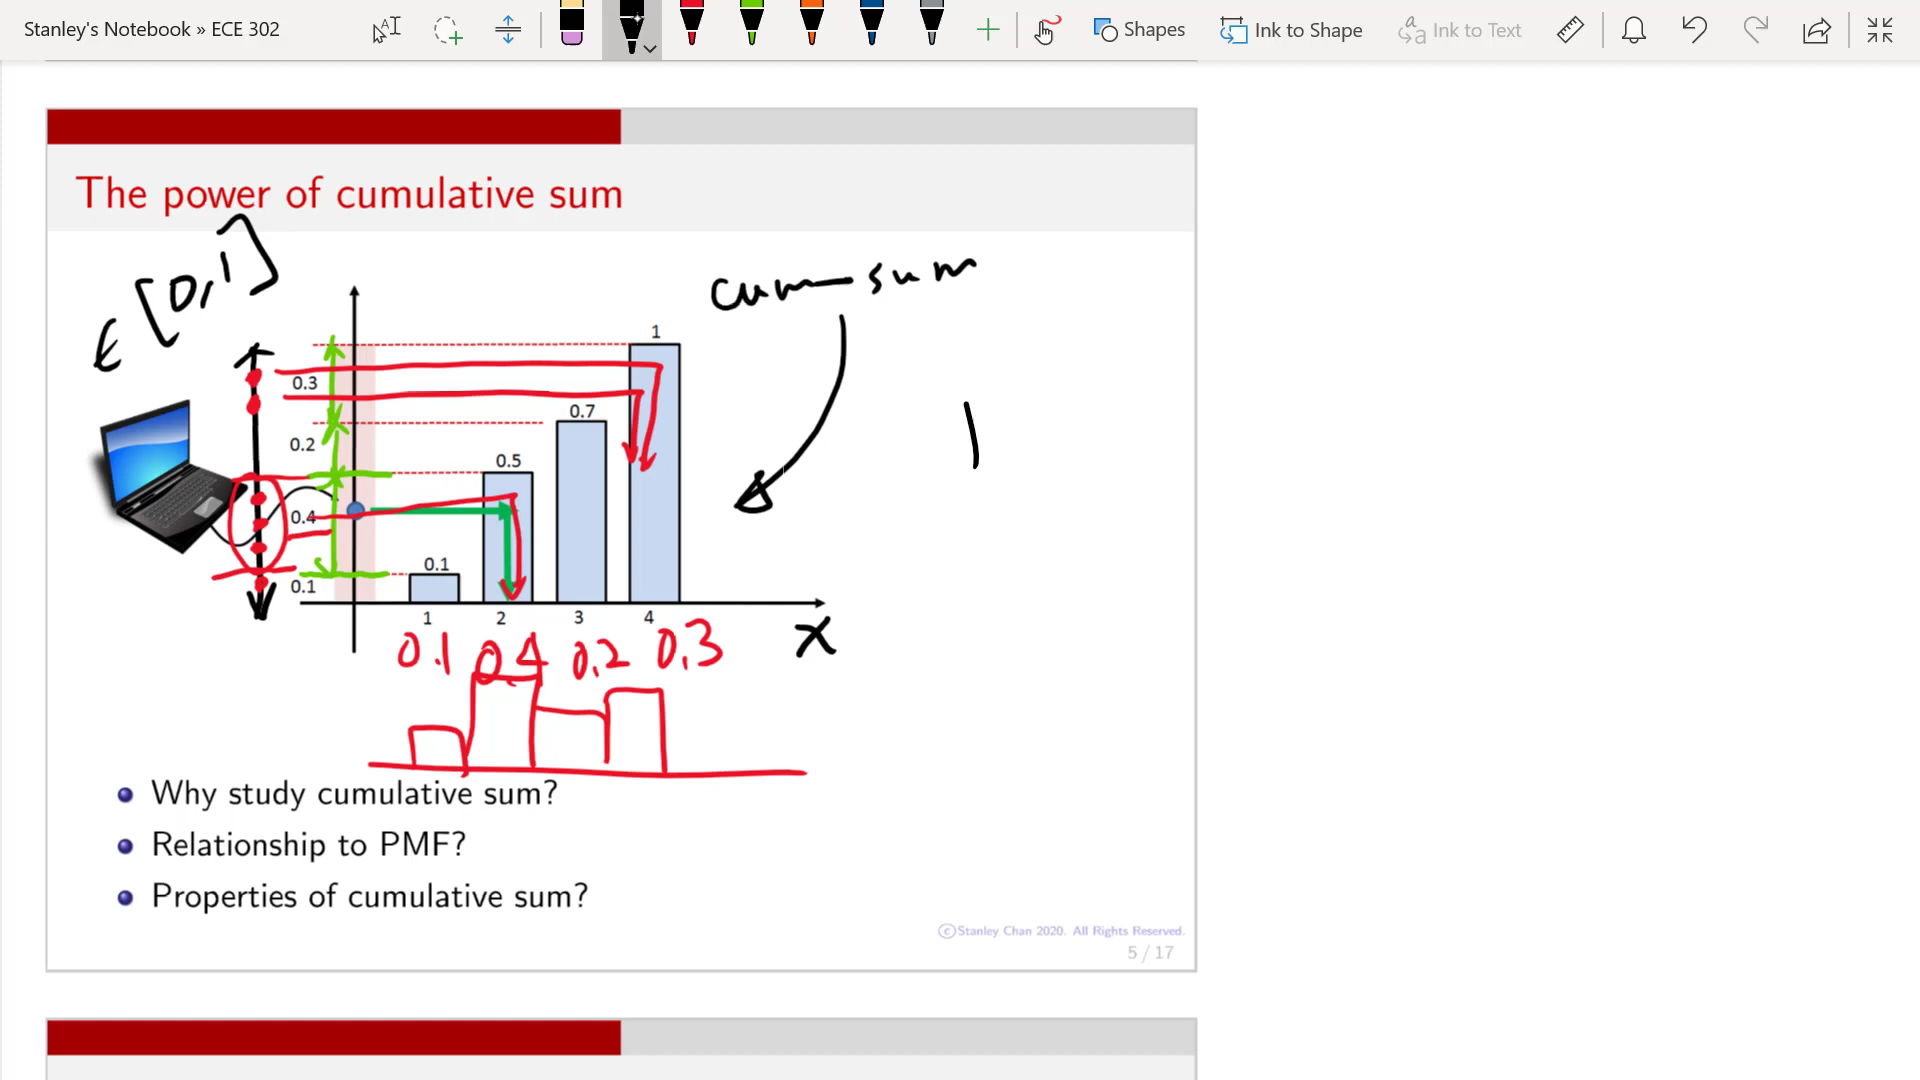 Stanley's Notebook » ECE 302
Shapes
Ink to Shape
Ink to Text
The power of cumulative sum
∈ [0,1]
cum-sum
1
0.3
0.7
0.2
0.5
0.4
0.1
0.1
1 2 3 4
x
0.1 0.4 0.2 0.3
Why study cumulative sum?
Relationship to PMF?
Properties of cumulative sum?
©Stanley Chan 2020. All Rights Reserved.
5 / 17